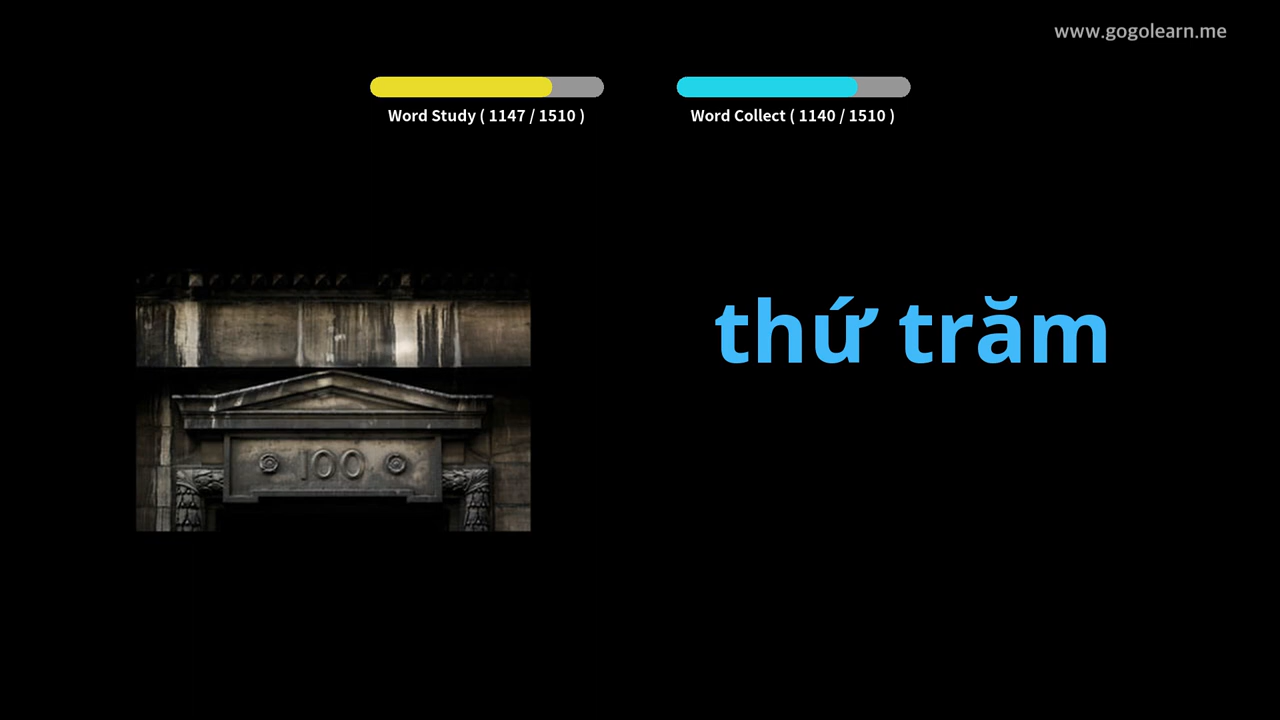 www.gogolearn.me
Word Study ( 1147 / 1510 )
Word Collect ( 1140 / 1510 )
thứ trăm
100